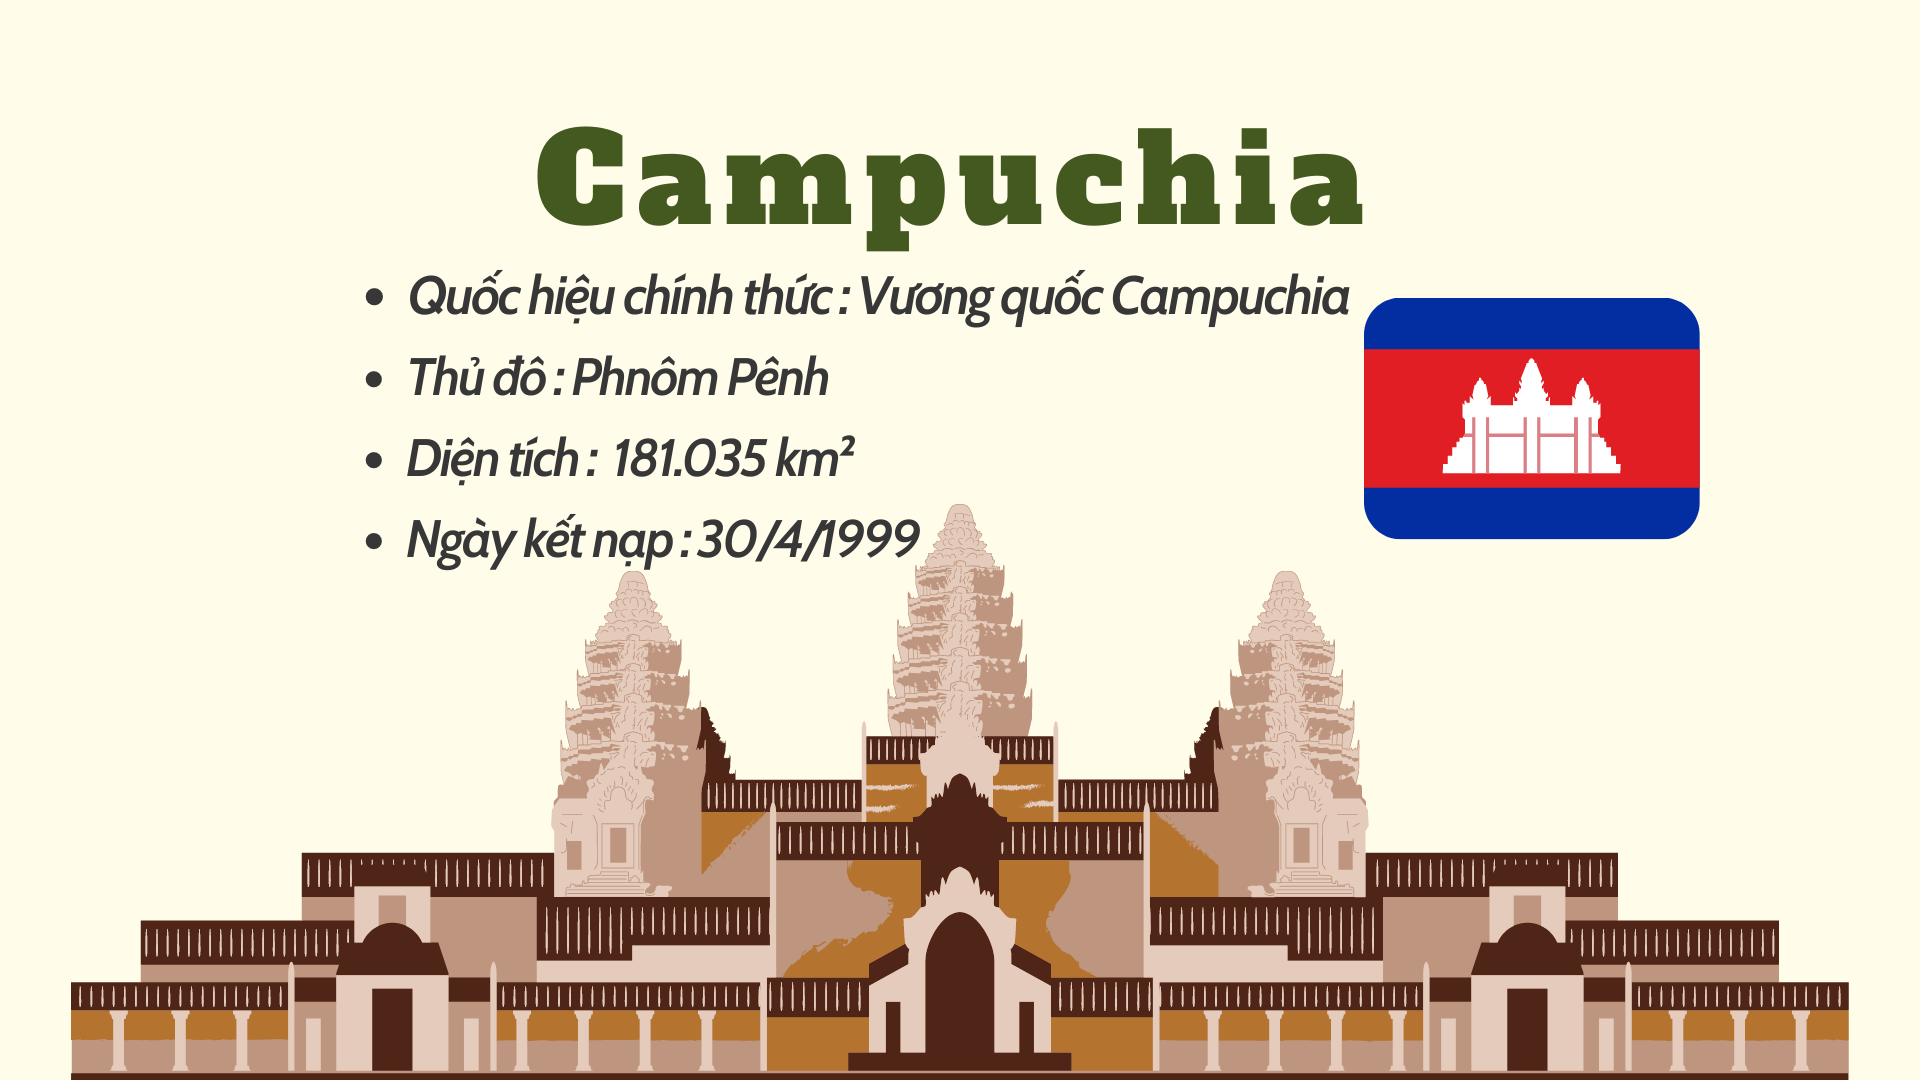 Campuchia
• Quốc hiệu chính thức : Vương quốc Campuchia
• Thủ đô : Phnôm Pênh
• Diện tích : 181.035 km²
• Ngày kết nạp : 30/4/1999